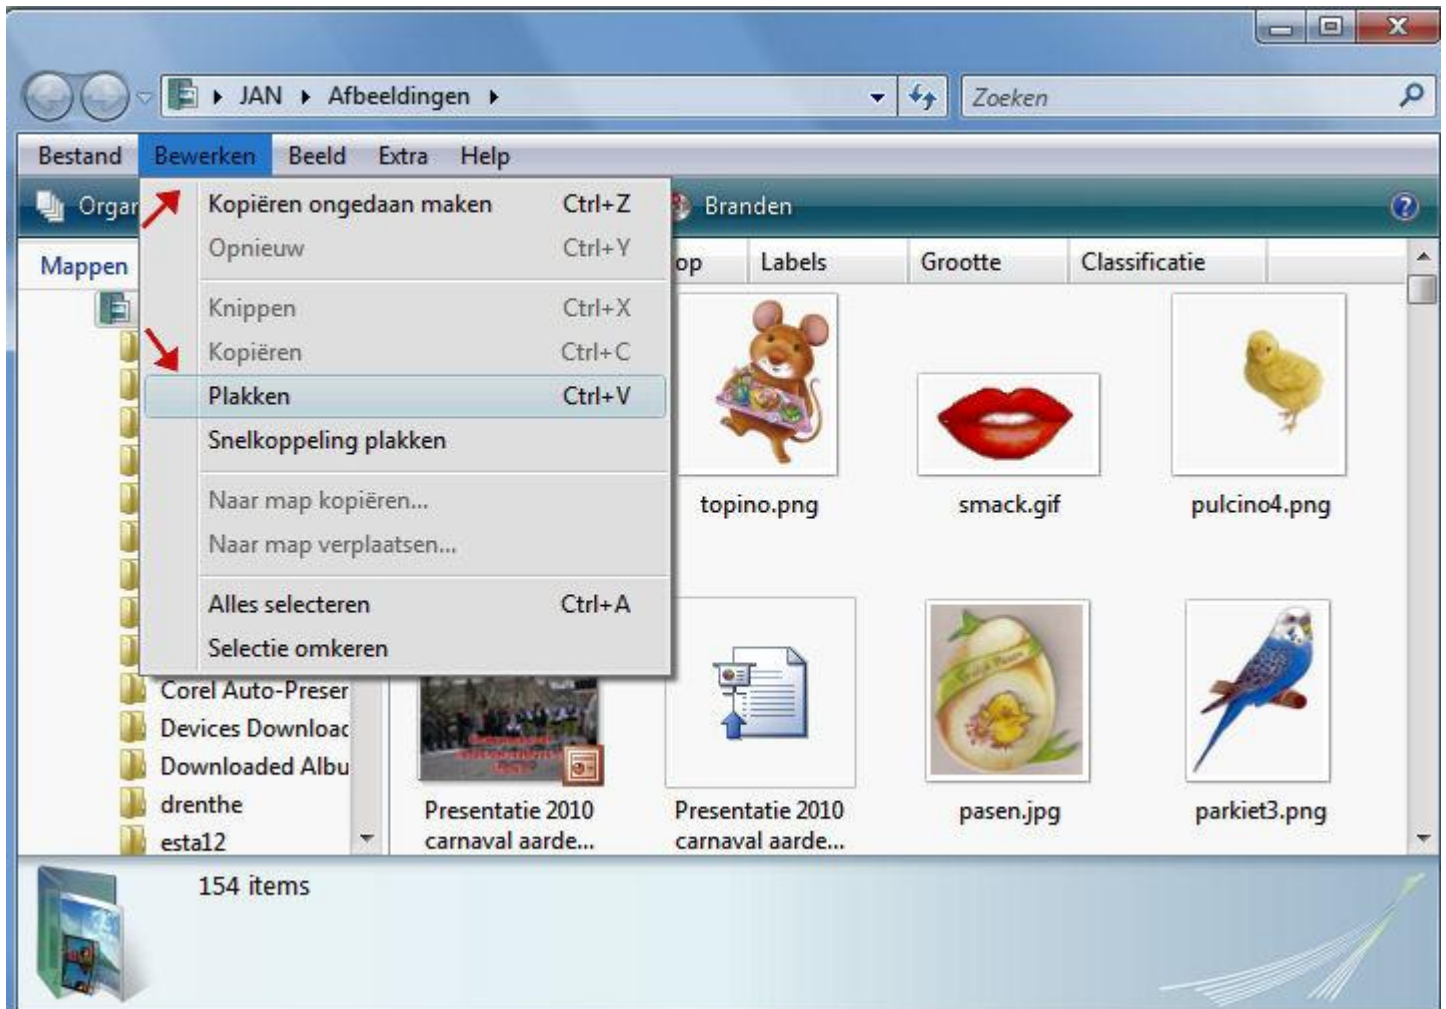 JAN Afbeeldingen
Zoeken
Bestand Bewerken Beeld Extra Help
Branden
Kopiëren ongedaan maken Ctrl+Z
Opnieuw Ctrl+Y
Knippen Ctrl+X
Kopiëren Ctrl+C
Plakken Ctrl+V
Snelkoppeling plakken
Naar map kopiëren...
Naar map verplaatsen...
Alles selecteren Ctrl+A
Selectie omkeren
Mappen
Labels Grootte Classificatie
topino.png smack.gif pulcino4.png
Corel Auto-Preser
Devices Downloac
Downloaded Albu
drenthe
esta12
Presentatie 2010
carnaval aarde...
Presentatie 2010
carnaval aarde...
pasen.jpg parkiet3.png
154 items